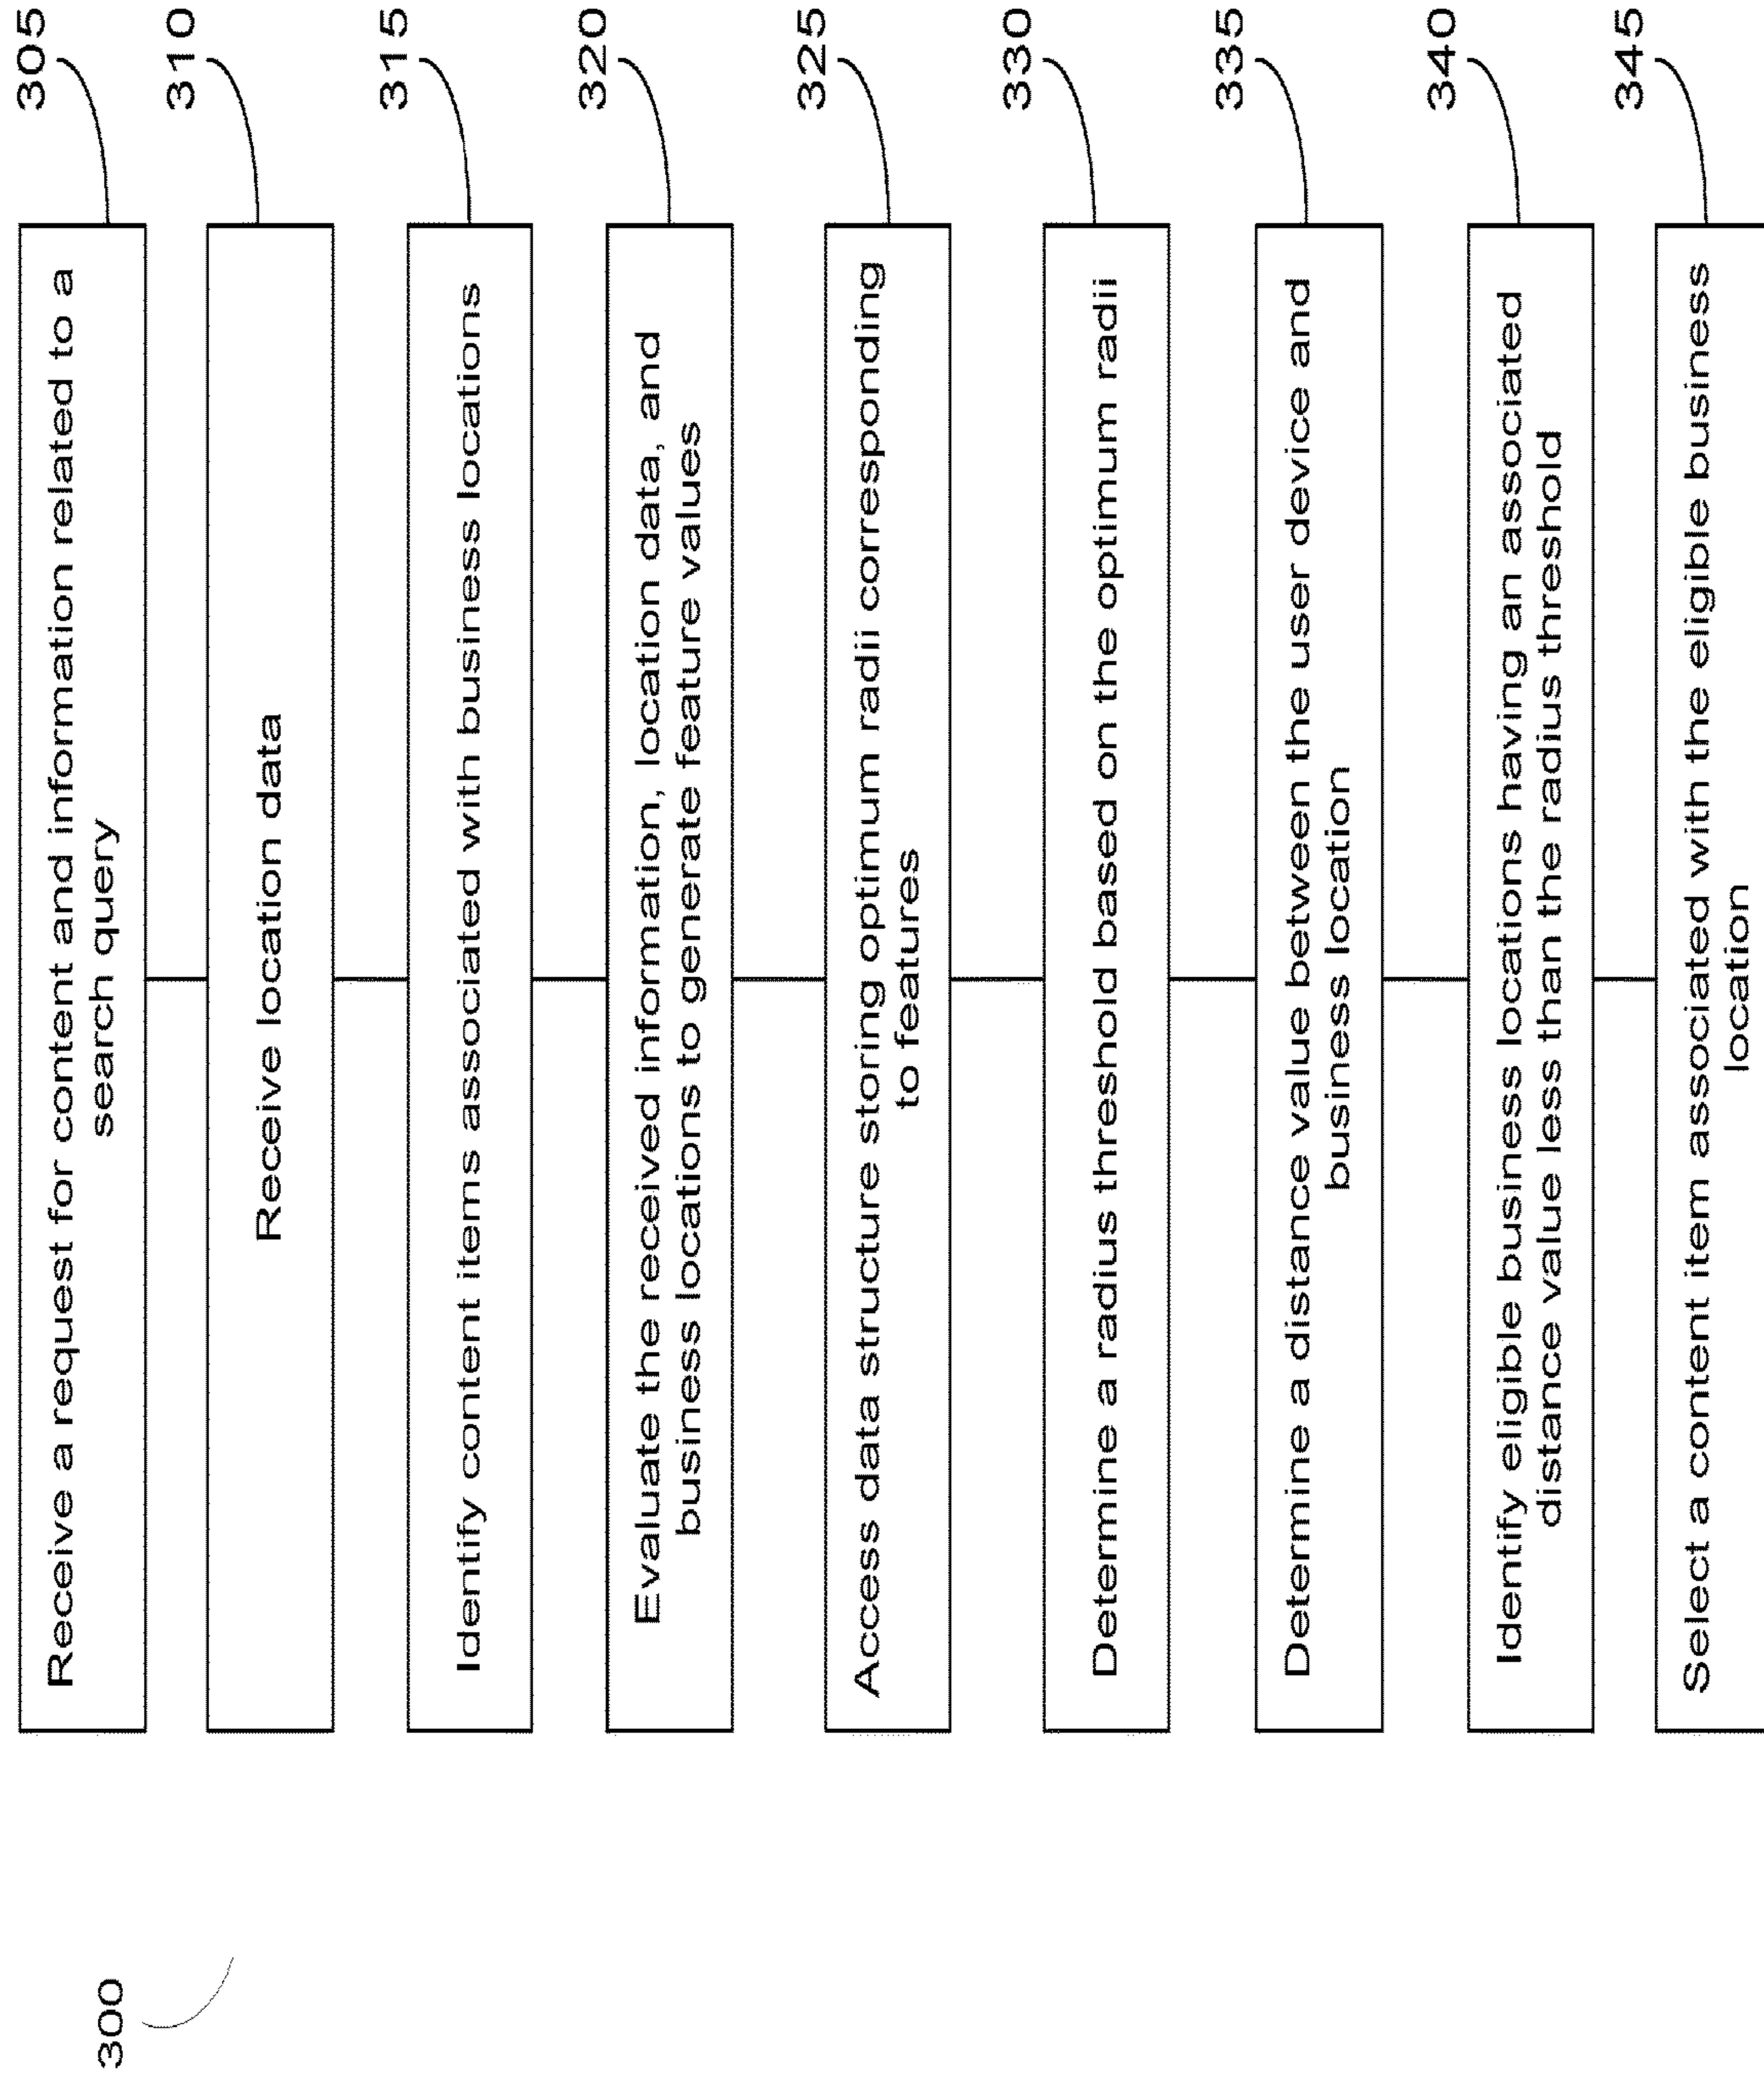 300
Receive a request for content and information related to a
search query
305
Receive location data
310
Identify content items associated with business locations
315
Evaluate the received information, location data, and
business locations to generate feature values
320
Access data structure storing optimum radii corresponding
to features
325
Determine a radius threshold based on the optimum radii
330
Determine a distance value between the user device and
business location
335
Identify eligible business locations having an associated
distance value less than the radius threshold
340
Select a content item associated with the eligible business
location
345